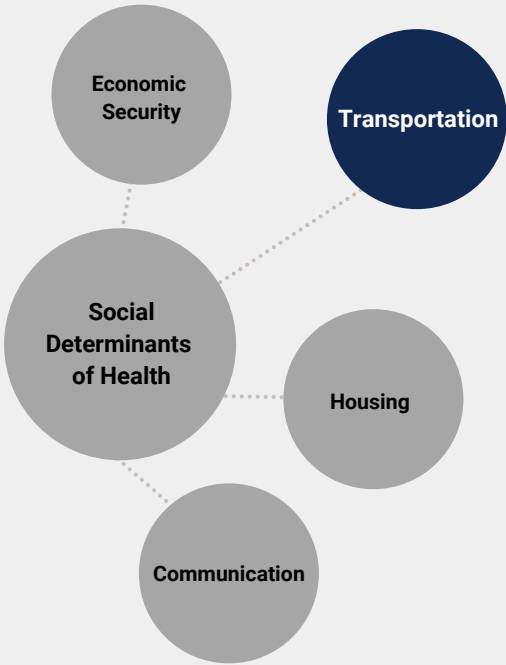 Economic
Security
Transportation
Social
Determinants
of Health
Housing
Communication